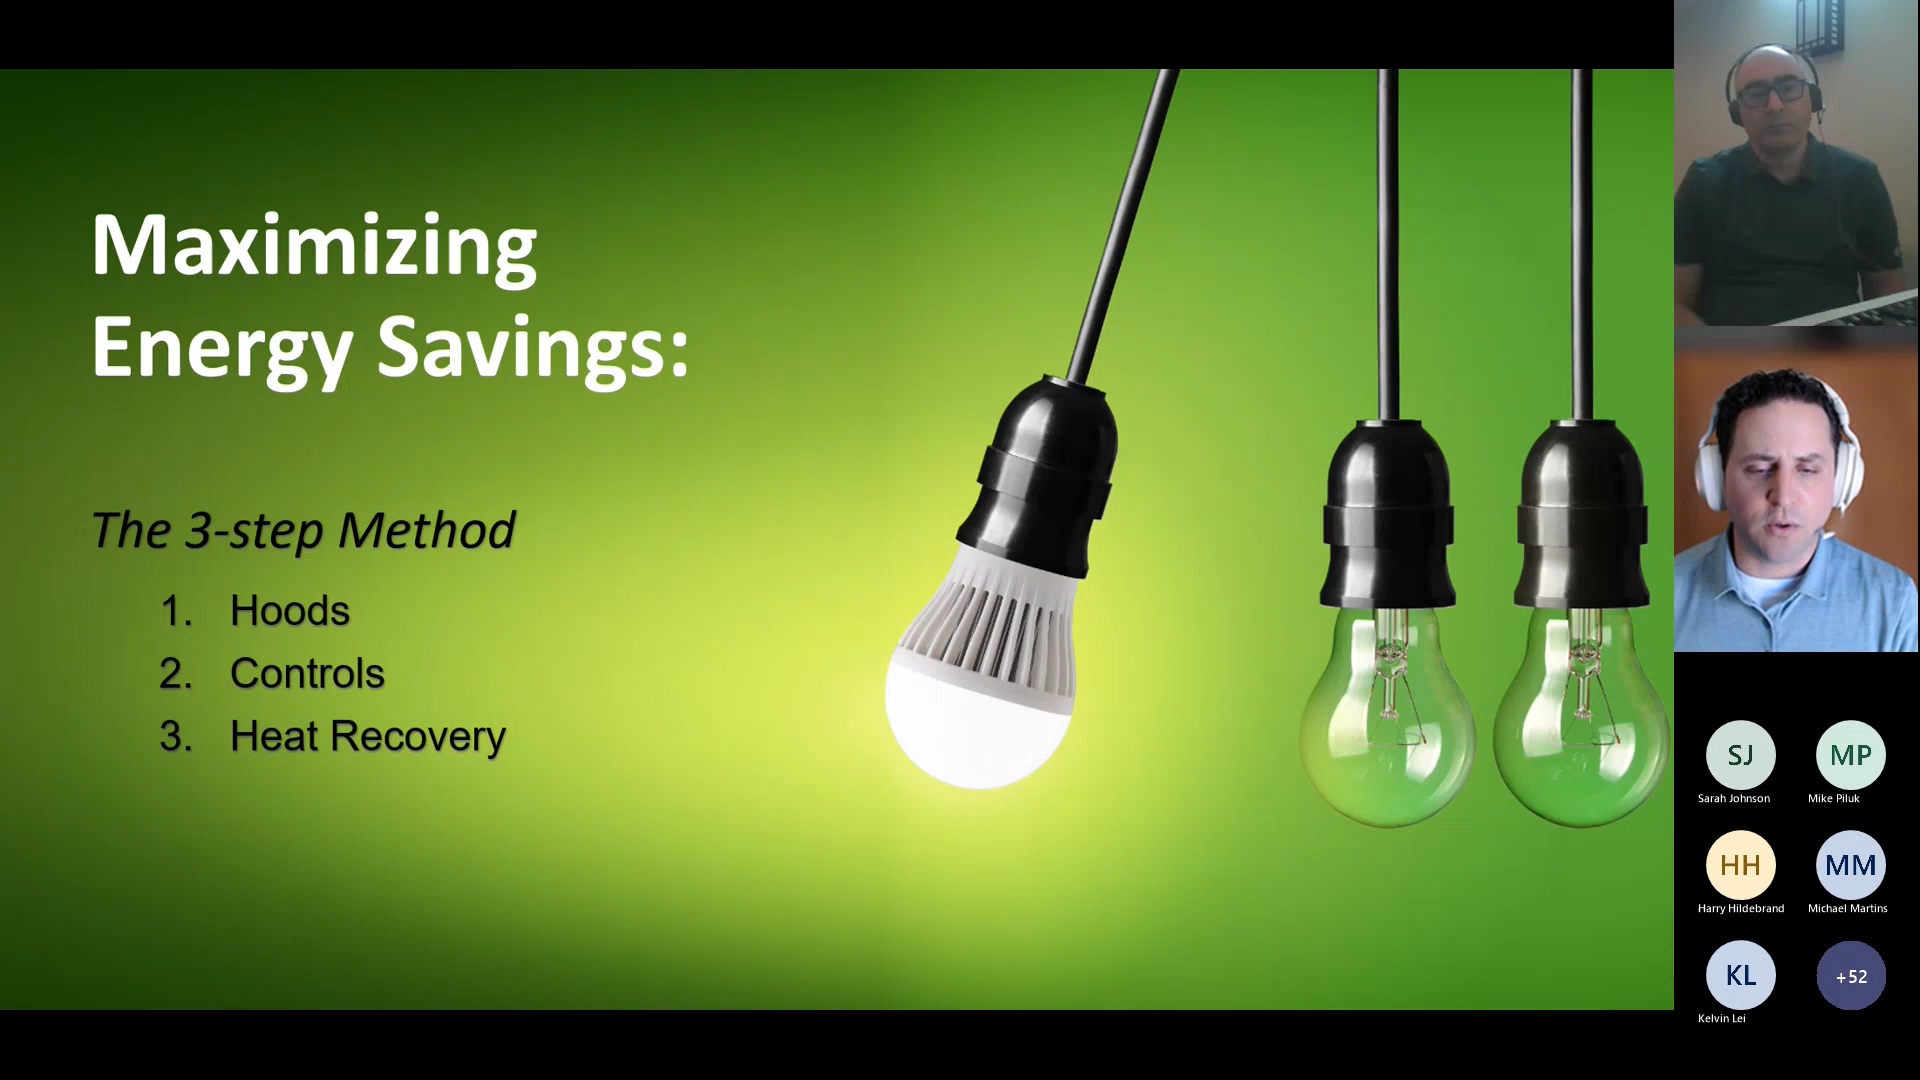 Maximizing
Energy Savings:
The 3-step Method
1. Hoods
2. Controls
3. Heat Recovery
SJ
Sarah Johnson
MP
Mike Piluk
HH
Harry Hildebrand
MM
Michael Martins
KL
Kelvin Lei
+52